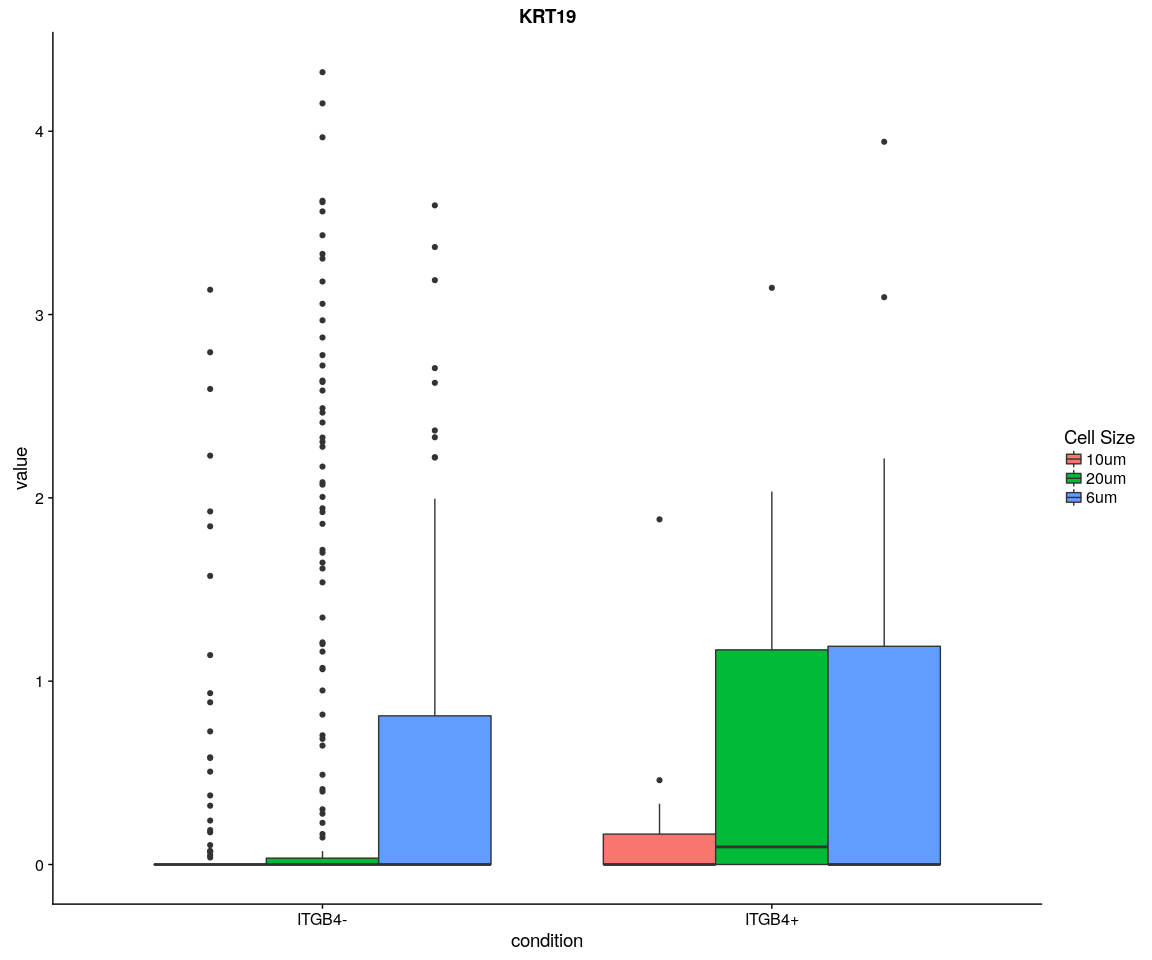 KRT19
4
3
2
1
0
value
ITGB4-
ITGB4+
condition
Cell Size
10um
20um
6um